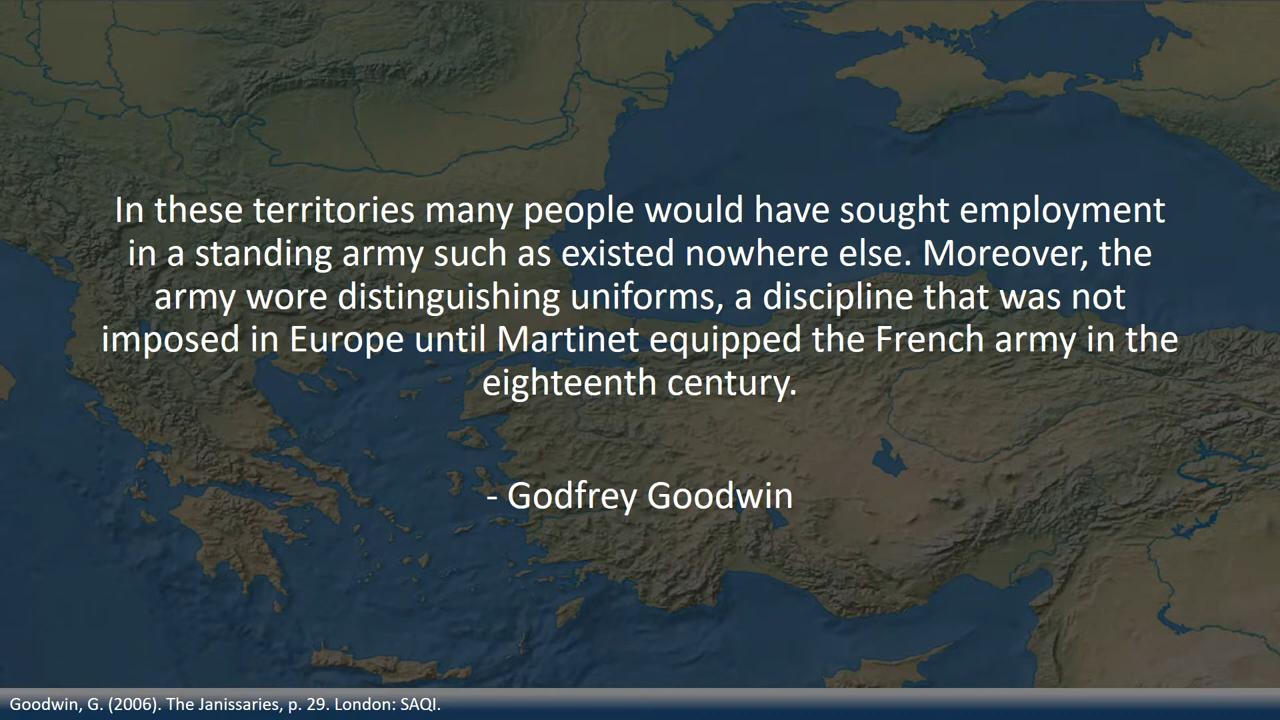 In these territories many people would have sought employment
in a standing army such as existed nowhere else. Moreover, the
army wore distinguishing uniforms, a discipline that was not
imposed in Europe until Martinet equipped the French army in the
eighteenth century.
- Godfrey Goodwin
Goodwin, G. (2006). The Janissaries, p. 29. London: SAQI.